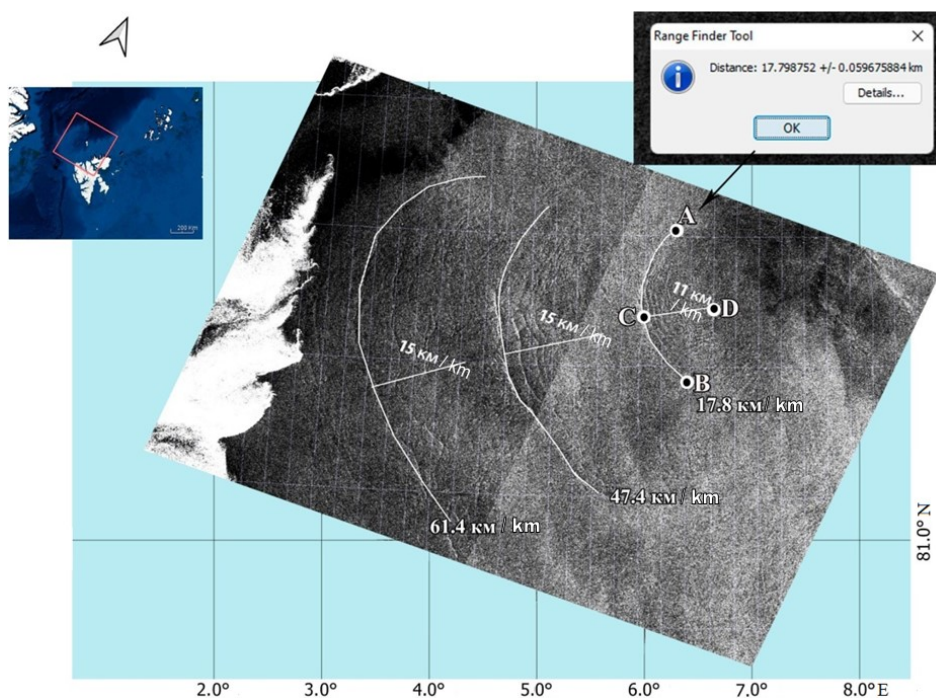 Range Finder Tool
Distance: 17.798752 +/- 0.059675884 km
Details...
OK
200 Km
A
11 км / km
C
D
15 км / km
15 км / km
B
17.8 км / km
47.4 км / km
61.4 км / km
81.0° N
2.0° 3.0° 4.0° 5.0° 6.0° 7.0° 8.0° E